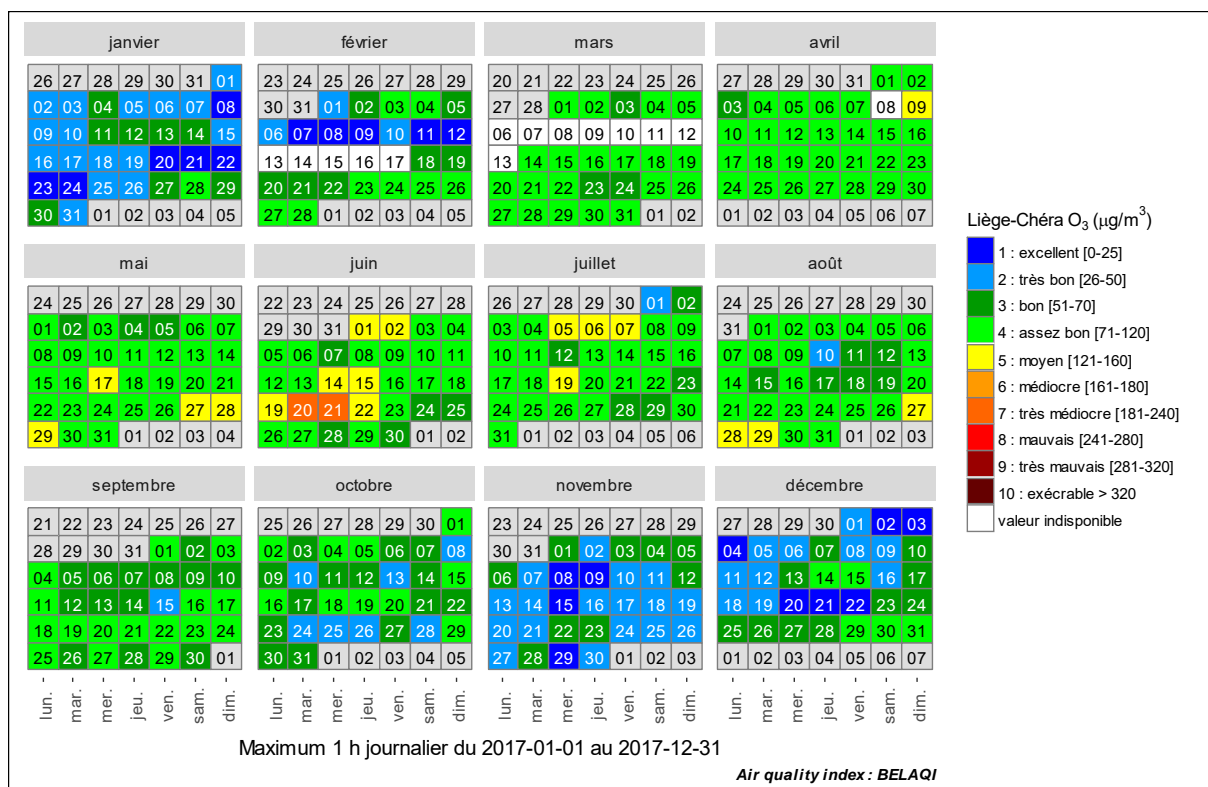 janvier février mars avril
26 27 28 29 30 31 01 23 24 25 26 27 28 29 20 21 22 23 24 25 26 27 28 29 30 31 01 02
02 03 04 05 06 07 08 30 31 01 02 03 04 05 27 28 01 02 03 04 05 03 04 05 06 07 08 09
09 10 11 12 13 14 15 06 07 08 09 10 11 12 06 07 08 09 10 11 12 10 11 12 13 14 15 16
16 17 18 19 20 21 22 13 14 15 16 17 18 19 13 14 15 16 17 18 19 17 18 19 20 21 22 23
23 24 25 26 27 28 29 20 21 22 23 24 25 26 20 21 22 23 24 25 26 24 25 26 27 28 29 30
30 31 01 02 03 04 05 27 28 01 02 03 04 05 27 28 29 30 31 01 02 01 02 03 04 05 06 07
mai juin juillet août
24 25 26 27 28 29 30 22 23 24 25 26 27 28 26 27 28 29 30 01 02 24 25 26 27 28 29 30
01 02 03 04 05 06 07 29 30 31 01 02 03 04 03 04 05 06 07 08 09 31 01 02 03 04 05 06
08 09 10 11 12 13 14 05 06 07 08 09 10 11 10 11 12 13 14 15 16 07 08 09 10 11 12 13
15 16 17 18 19 20 21 12 13 14 15 16 17 18 17 18 19 20 21 22 23 14 15 16 17 18 19 20
22 23 24 25 26 27 28 19 20 21 22 23 24 25 24 25 26 27 28 29 30 21 22 23 24 25 26 27
29 30 31 01 02 03 04 26 27 28 29 30 01 02 31 01 02 03 04 05 06 28 29 30 31 01 02 03
septembre octobre novembre décembre
21 22 23 24 25 26 27 25 26 27 28 29 30 01 23 24 25 26 27 28 29 27 28 29 30 01 02 03
28 29 30 31 01 02 03 02 03 04 05 06 07 08 30 31 01 02 03 04 05 04 05 06 07 08 09 10
04 05 06 07 08 09 10 09 10 11 12 13 14 15 06 07 08 09 10 11 12 11 12 13 14 15 16 17
11 12 13 14 15 16 17 16 17 18 19 20 21 22 13 14 15 16 17 18 19 18 19 20 21 22 23 24
18 19 20 21 22 23 24 23 24 25 26 27 28 29 20 21 22 23 24 25 26 25 26 27 28 29 30 31
25 26 27 28 29 30 01 30 31 01 02 03 04 05 27 28 29 30 01 02 03 01 02 03 04 05 06 07
lun. mar. mer. jeu. ven. sam. dim. lun. mar. mer. jeu. ven. sam. dim. lun. mar. mer. jeu. ven. sam. dim. lun. mar. mer. jeu. ven. sam. dim.
Maximum 1 h journalier du 2017-01-01 au 2017-12-31
Air quality index : BELAQI
Liège-Chéra O₃ (µg/m³)
1 : excellent [0-25]
2 : très bon [26-50]
3 : bon [51-70]
4 : assez bon [71-120]
5 : moyen [121-160]
6 : médiocre [161-180]
7 : très médiocre [181-240]
8 : mauvais [241-280]
9 : très mauvais [281-320]
10 : exécrable > 320
valeur indisponible